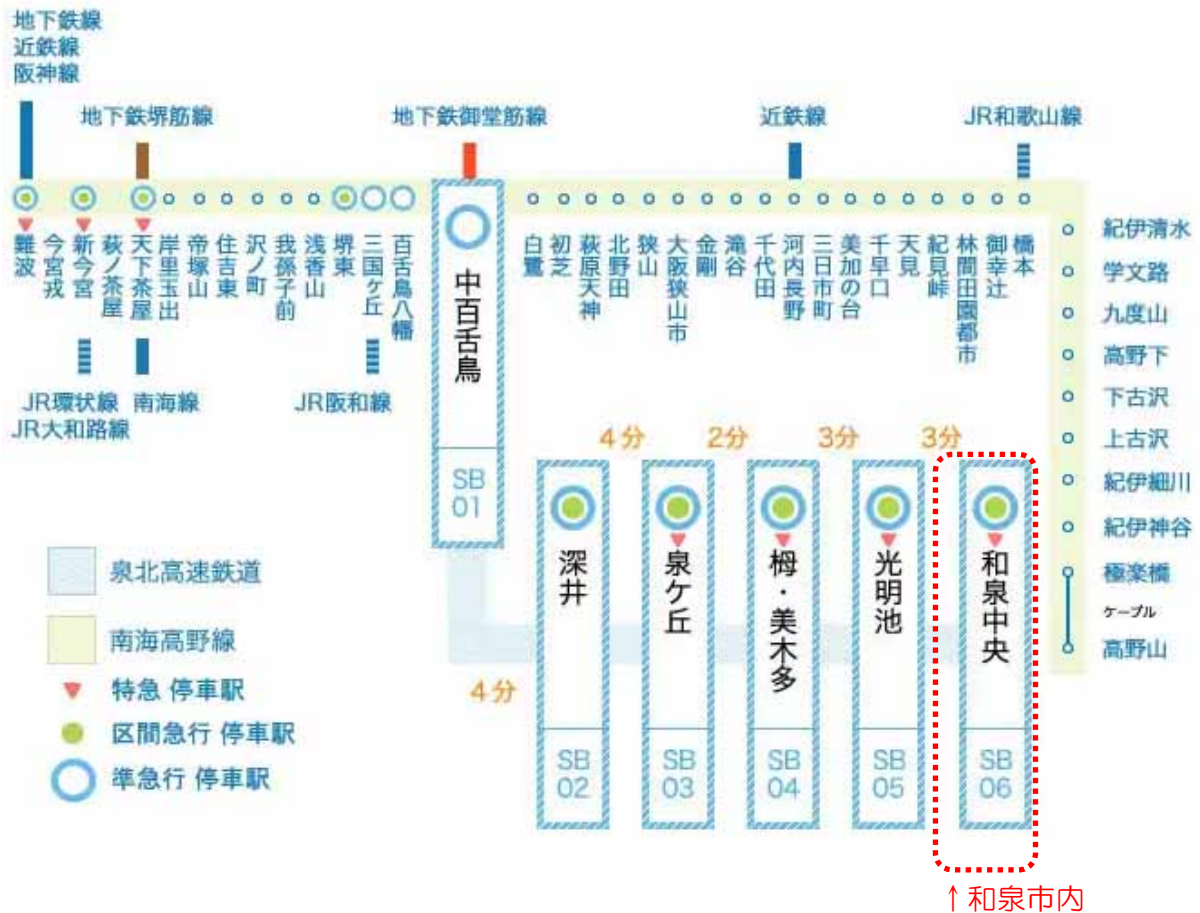 地下鉄線
近鉄線
阪神線
地下鉄堺筋線
地下鉄御堂筋線
近鉄線
JR和歌山線
難波
今宮戎
新今宮
萩ノ茶屋
天下茶屋
岸里玉出
帝塚山
住吉東
沢ノ町
我孫子前
浅香山
堺東
三国ヶ丘
百舌鳥八幡
中百舌鳥
SB
01
白鷺
初芝
萩原天神
北野田
狭山
大阪狭山市
金剛
滝谷
千代田
河内長野
三日市町
美加の台
千早口
天見
紀見峠
林間田園都市
御幸辻
橋本
紀伊清水
学文路
九度山
高野下
下古沢
上古沢
紀伊細川
紀伊神谷
極楽橋
ケーブル
高野山
JR環状線
JR大和路線
南海線
JR阪和線
4分
4分
2分
3分
3分
深井
SB
02
泉ケ丘
SB
03
栂・美木多
SB
04
光明池
SB
05
和泉中央
SB
06
泉北高速鉄道
南海高野線
特急 停車駅
区間急行 停車駅
準急行 停車駅
↑和泉市内